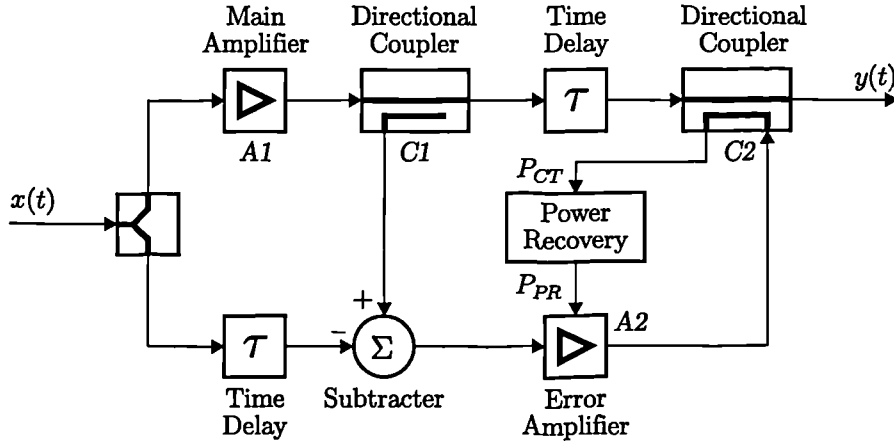 Main
Amplifier
Directional
Coupler
Time
Delay
Directional
Coupler
y(t)
τ
A1
C1
C2
x(t)
P_CT
Power
Recovery
P_PR
+
−
τ
Σ
A2
Time
Delay
Subtracter
Error
Amplifier